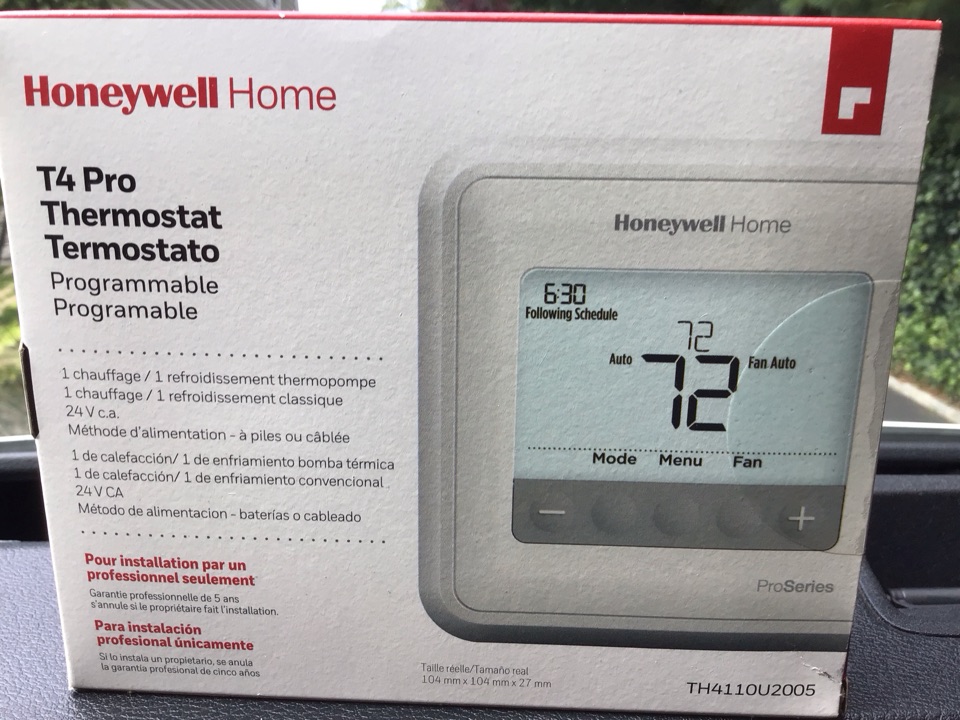 Honeywell Home
T4 Pro
Thermostat
Termostato
Programmable
Programable
1 chauffage / 1 refroidissement thermopompe
1 chauffage / 1 refroidissement classique
24 V c.a.
Méthode d'alimentation - à piles ou câblée
1 de calefacción/ 1 de enfriamiento bomba térmica
1 de calefacción/ 1 de enfriamiento convencional
24 V CA
Método de alimentacion - baterías o cableado
Pour installation par un
professionnel seulement
Garantie professionelle de 5 ans
s'annule si le propriétaire fait l'installation.
Para instalación
profesional únicamente
Si lo instala un propietario, se anula
la garantía profesional de cinco años
Honeywell Home
6:30
Following Schedule
72
Auto 72 Fan Auto
Mode Menu Fan
− +
ProSeries
Taille réelle/Tamaño real
104 mm x 104 mm x 27 mm
TH4110U2005